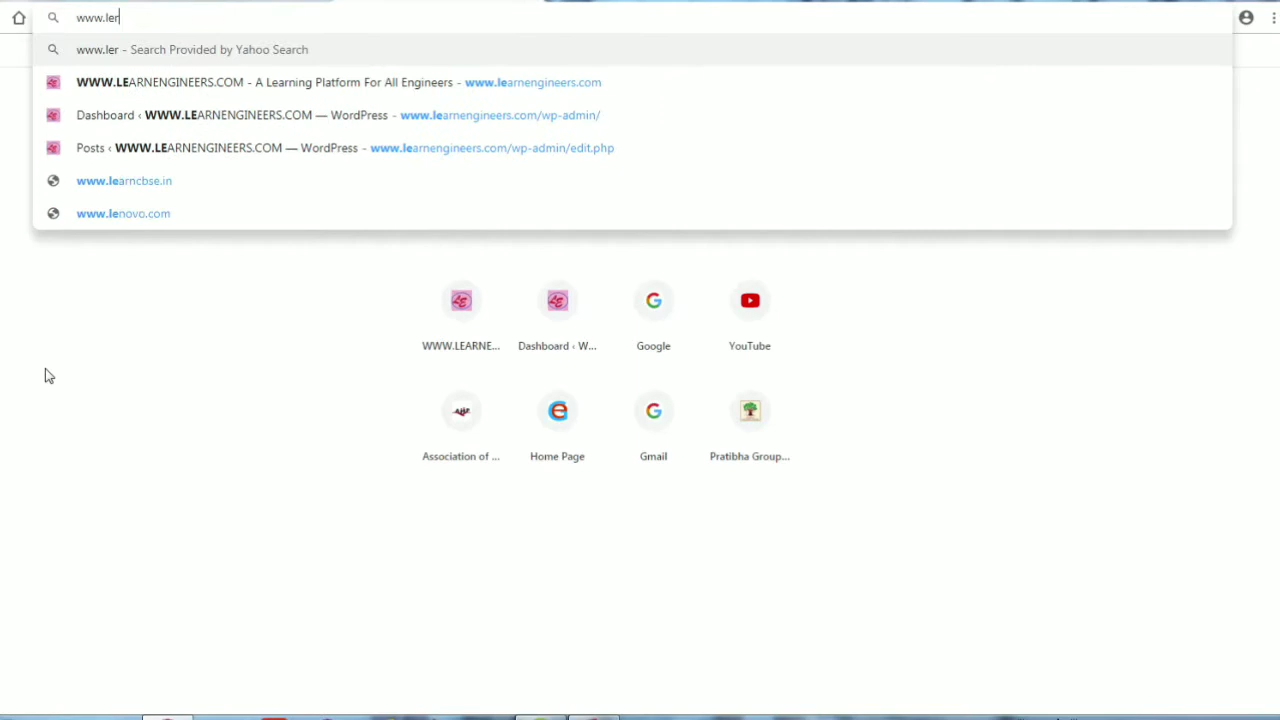 www.ler
www.ler - Search Provided by Yahoo Search
WWW.LEARNENGINEERS.COM - A Learning Platform For All Engineers - www.learnengineers.com
Dashboard ‹ WWW.LEARNENGINEERS.COM — WordPress - www.learnengineers.com/wp-admin/
Posts ‹ WWW.LEARNENGINEERS.COM — WordPress - www.learnengineers.com/wp-admin/edit.php
www.learncbse.in
www.lenovo.com
WWW.LEARNE... Dashboard ‹ W... Google YouTube
Association of ... Home Page Gmail Pratibha Group...